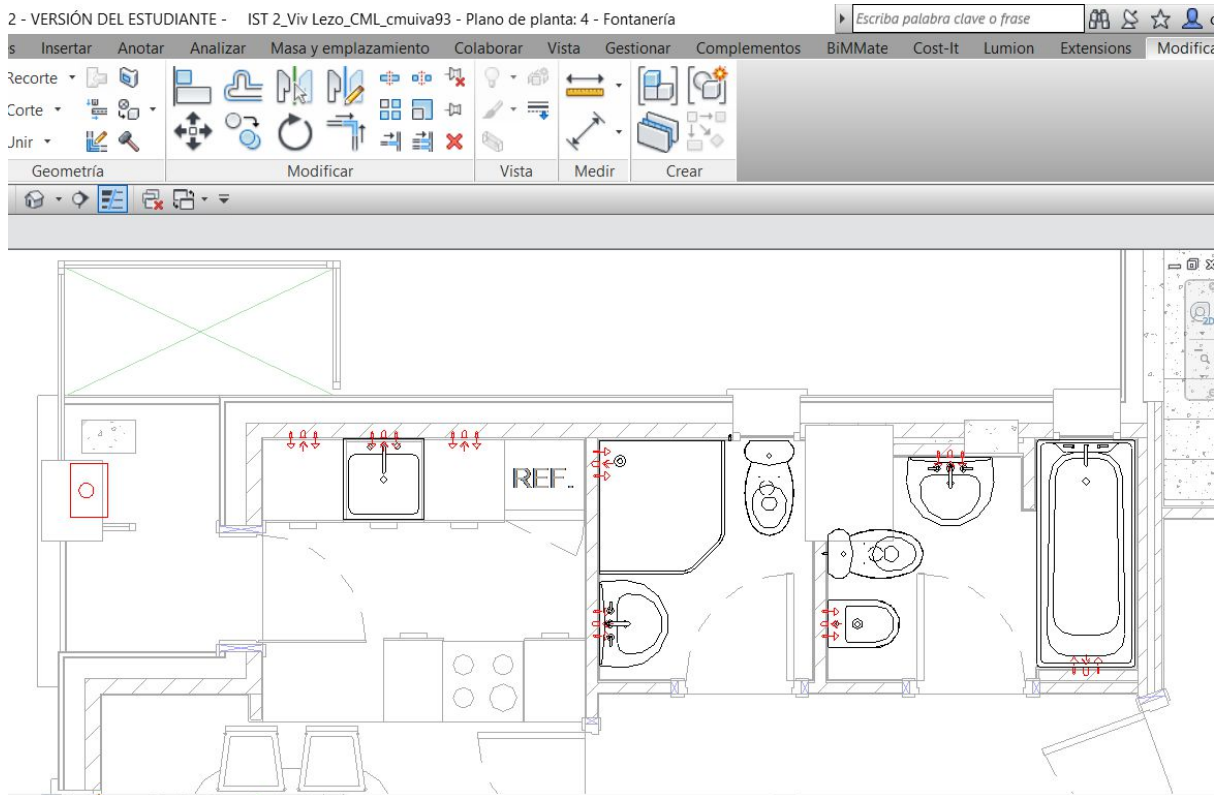 2 - VERSIÓN DEL ESTUDIANTE - IST 2_Viv Lezo_CML_cmuiva93 - Plano de planta: 4 - Fontanería
Escriba palabra clave o frase
s Insertar Anotar Analizar Masa y emplazamiento Colaborar Vista Gestionar Complementos BiMMate Cost-It Lumion Extensions Modifica
Recorte
Corte
Unir
Geometría Modificar Vista Medir Crear
2D
REF.